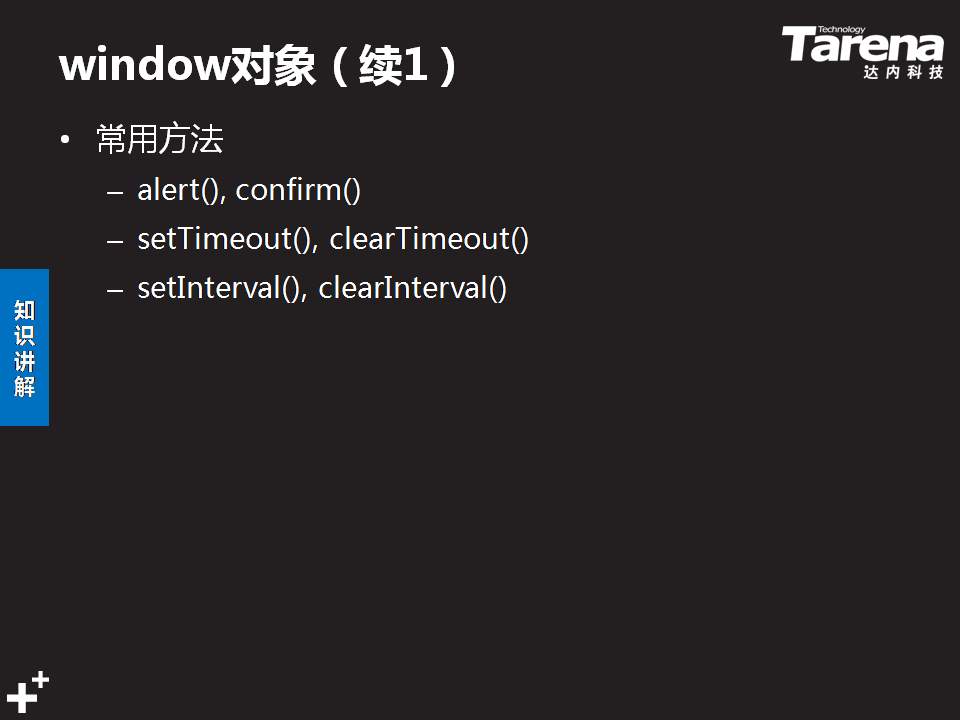 window对象（续1）
Technology
Tarena
达内科技
• 常用方法
– alert(), confirm()
– setTimeout(), clearTimeout()
– setInterval(), clearInterval()
知
识
讲
解